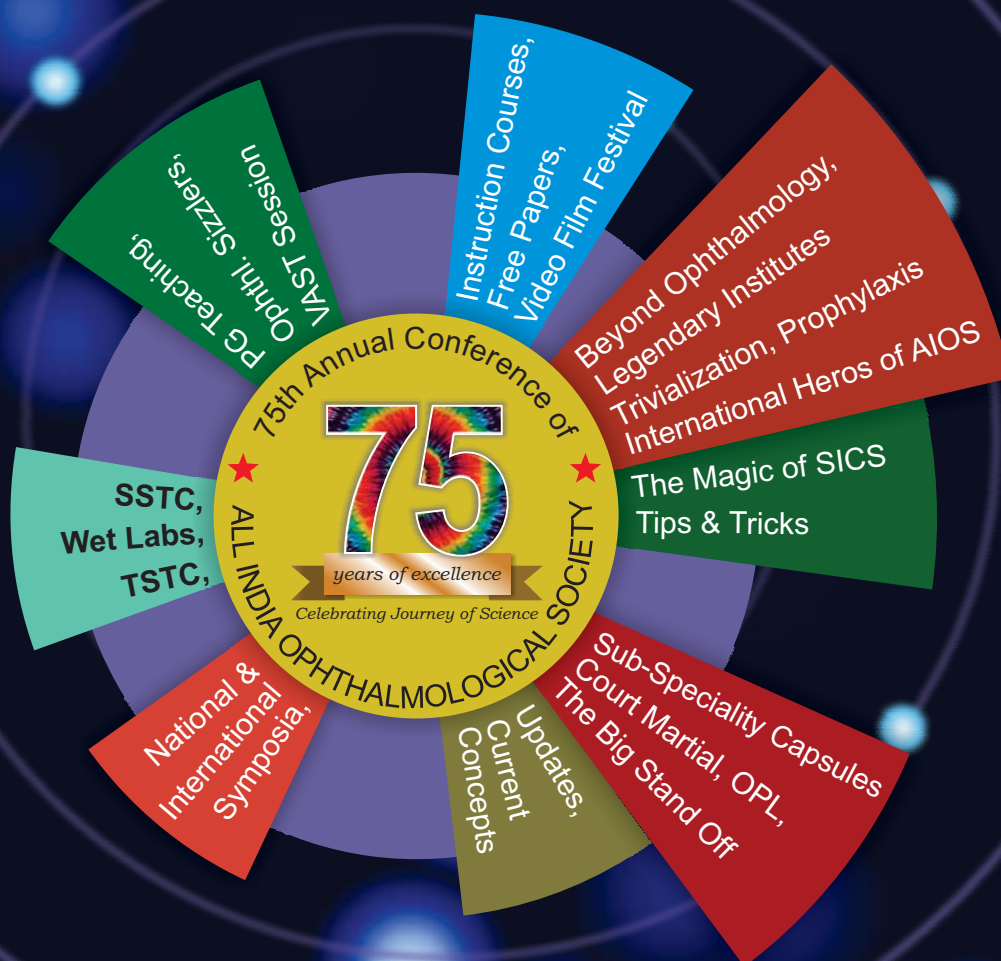 75th Annual Conference of
ALL INDIA OPHTHALMOLOGICAL SOCIETY
75
years of excellence
Celebrating Journey of Science
Instruction Courses,
Free Papers,
Video Film Festival
Beyond Ophthalmology,
Legendary Institutes
Trivialization, Prophylaxis
International Heros of AIOS
The Magic of SICS
Tips & Tricks
Sub-Speciality Capsules
Court Martial, OPL,
The Big Stand Off
Updates,
Current
Concepts
National &
International
Symposia,
SSTC,
Wet Labs,
TSTC,
PG Teaching,
Ophthl. Sizzlers,
VAST Session